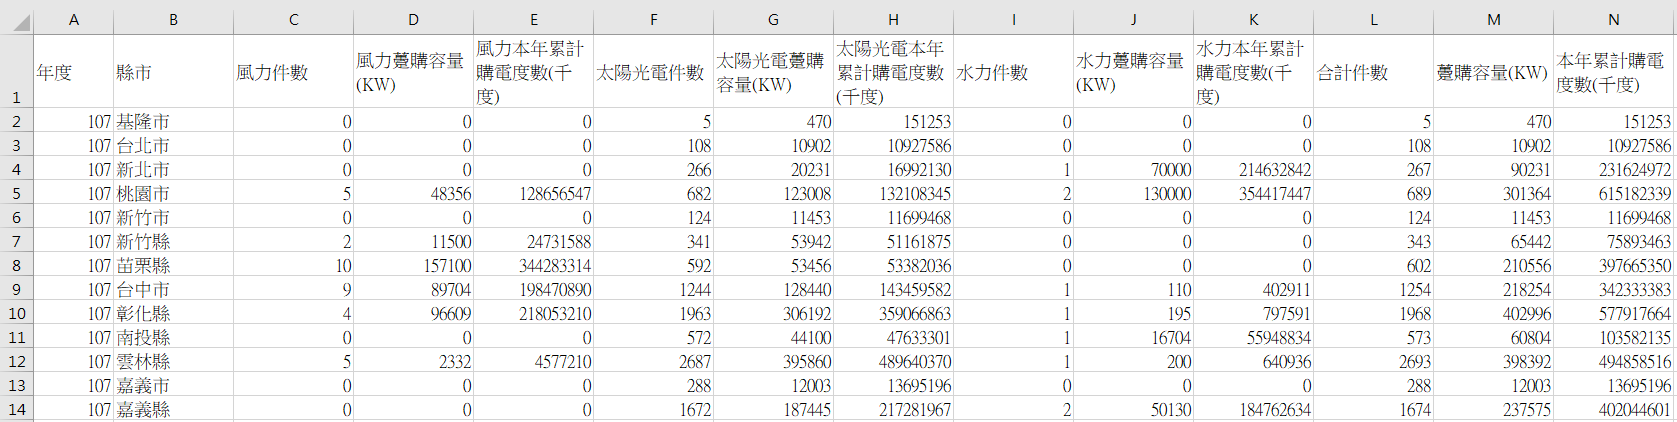 A B C D E F G H I J K L M N
1 年度 縣市 風力件數 風力躉購容量(KW) 風力本年累計購電度數(千度) 太陽光電件數 太陽光電躉購容量(KW) 太陽光電本年累計購電度數(千度) 水力件數 水力躉購容量(KW) 水力本年累計購電度數(千度) 合計件數 躉購容量(KW) 本年累計購電度數(千度)
2 107 基隆市 0 0 0 5 470 151253 0 0 0 5 470 151253
3 107 台北市 0 0 0 108 10902 10927586 0 0 0 108 10902 10927586
4 107 新北市 0 0 0 266 20231 16992130 1 70000 214632842 267 90231 231624972
5 107 桃園市 5 48356 128656547 682 123008 132108345 2 130000 354417447 689 301364 615182339
6 107 新竹市 0 0 0 124 11453 11699468 0 0 0 124 11453 11699468
7 107 新竹縣 2 11500 24731588 341 53942 51161875 0 0 0 343 65442 75893463
8 107 苗栗縣 10 157100 344283314 592 53456 53382036 0 0 0 602 210556 397665350
9 107 台中市 9 89704 198470890 1244 128440 143459582 1 110 402911 1254 218254 342333383
10 107 彰化縣 4 96609 218053210 1963 306192 359066863 1 195 797591 1968 402996 577917664
11 107 南投縣 0 0 0 572 44100 47633301 1 16704 55948834 573 60804 103582135
12 107 雲林縣 5 2332 4577210 2687 395860 489640370 1 200 640936 2693 398392 494858516
13 107 嘉義市 0 0 0 288 12003 13695196 0 0 0 288 12003 13695196
14 107 嘉義縣 0 0 0 1672 187445 217281967 2 50130 184762634 1674 237575 402044601